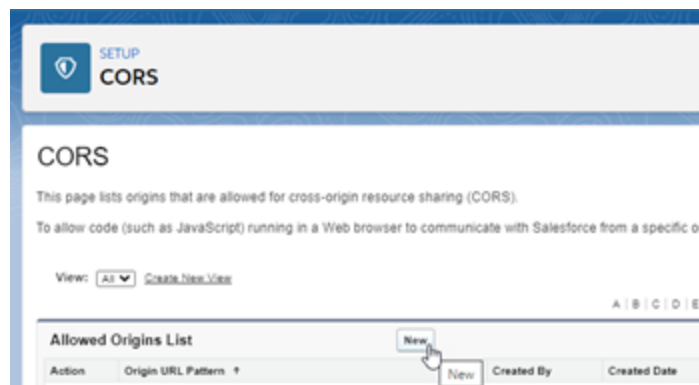 SETUP
CORS
CORS
This page lists origins that are allowed for cross-origin resource sharing (CORS).
To allow code (such as JavaScript) running in a Web browser to communicate with Salesforce from a specific o
View: All Create New View
A | B | C | D | E
Allowed Origins List New
Action Origin URL Pattern ↑ New Created By Created Date